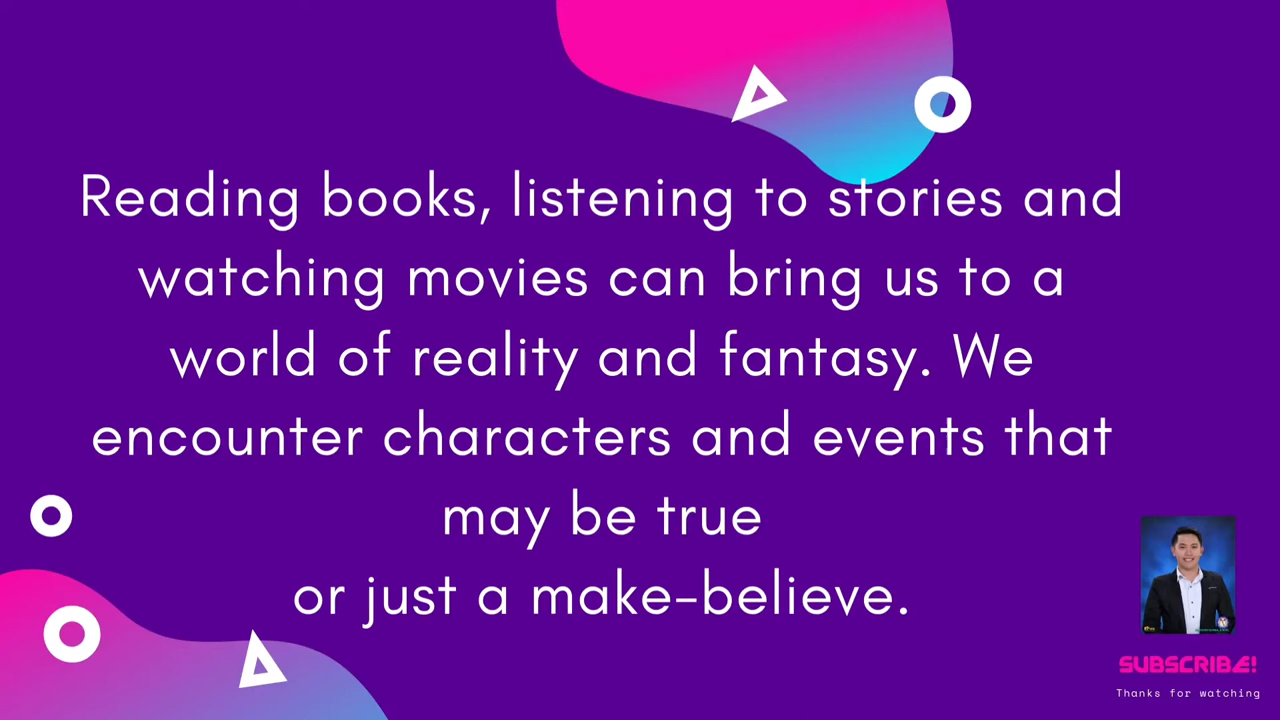 Reading books, listening to stories and
watching movies can bring us to a
world of reality and fantasy. We
encounter characters and events that
may be true
or just a make-believe.
SUBSCRIBE!
Thanks for watching